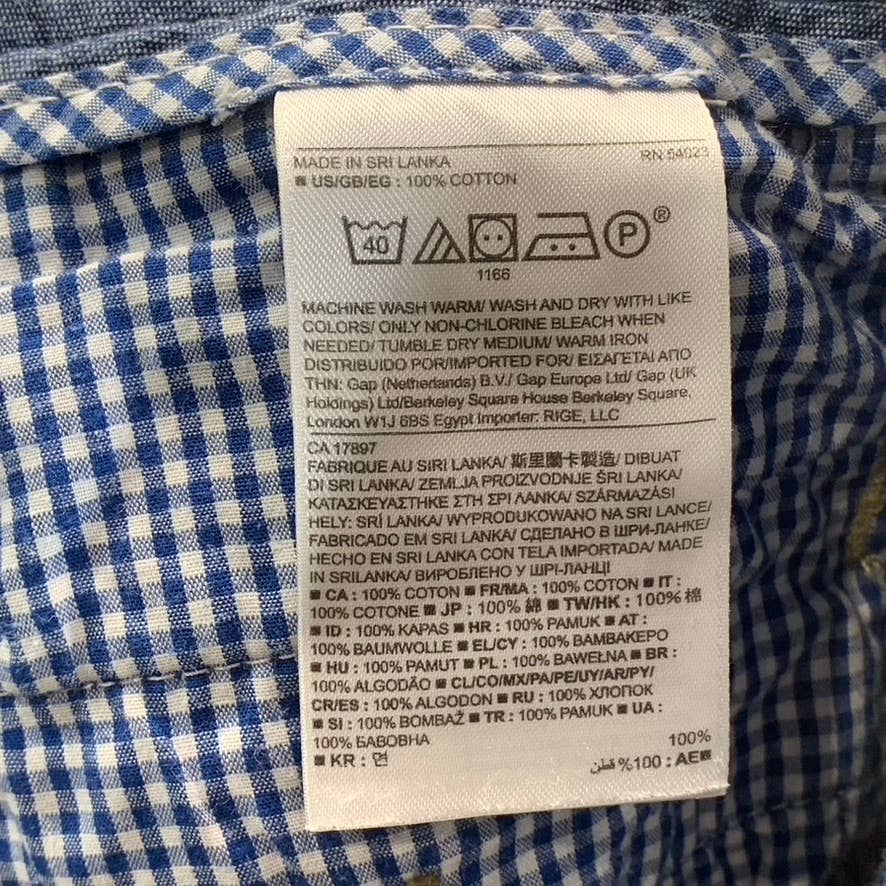 MADE IN SRI LANKA RN 54023
■ US/GB/EG : 100% COTTON
40 P ®
1166
MACHINE WASH WARM/ WASH AND DRY WITH LIKE
COLORS/ ONLY NON-CHLORINE BLEACH WHEN
NEEDED/ TUMBLE DRY MEDIUM/ WARM IRON
DISTRIBUIDO POR/IMPORTED FOR/ ΕΙΣΑΓΕΤΑΙ ΑΠΟ
ΤΗΝ: Gap (Netherlands) B.V./ Gap Europe Ltd/ Gap (UK
Holdings) Ltd/Berkeley Square House Berkeley Square,
London W1J 6BS Egypt Importer: RIGE, LLC
CA 17897
FABRIQUE AU SIRI LANKA/ 斯里蘭卡製造/ DIBUAT
DI SRI LANKA/ ZEMLJA PROIZVODNJE ŠRI LANKA/
ΚΑΤΑΣΚΕΥΑΣΤΗΚΕ ΣΤΗ ΣΡΙ ΛΑΝΚΑ/ SZÁRMAZÁSI
HELY: SRÍ LANKA/ WYPRODUKOWANO NA SRI LANCE/
FABRICADO EM SRI LANKA/ СДЕЛАНО В ШРИ-ЛАНКЕ/
HECHO EN SRI LANKA CON TELA IMPORTADA/ MADE
IN SRILANKA/ ВИРОБЛЕНО У ШРІ-ЛАНЦІ
■ CA : 100% COTON ■ FR/MA : 100% COTON ■ IT :
100% COTONE ■ JP : 100% 綿 ■ TW/HK : 100% 棉
■ ID : 100% KAPAS ■ HR : 100% PAMUK ■ AT :
100% BAUMWOLLE ■ EL/CY : 100% ΒΑΜΒΑΚΕΡΟ
■ HU : 100% PAMUT ■ PL : 100% BAWEŁNA ■ BR :
100% ALGODÃO ■ CL/CO/MX/PA/PE/UY/AR/PY/
CR/ES : 100% ALGODON ■ RU : 100% ХЛОПОК
■ SI : 100% BOMBAŽ ■ TR : 100% PAMUK ■ UA :
100% БАВОВНА 100%
■ KR : 면 ■AE : 100% قطن